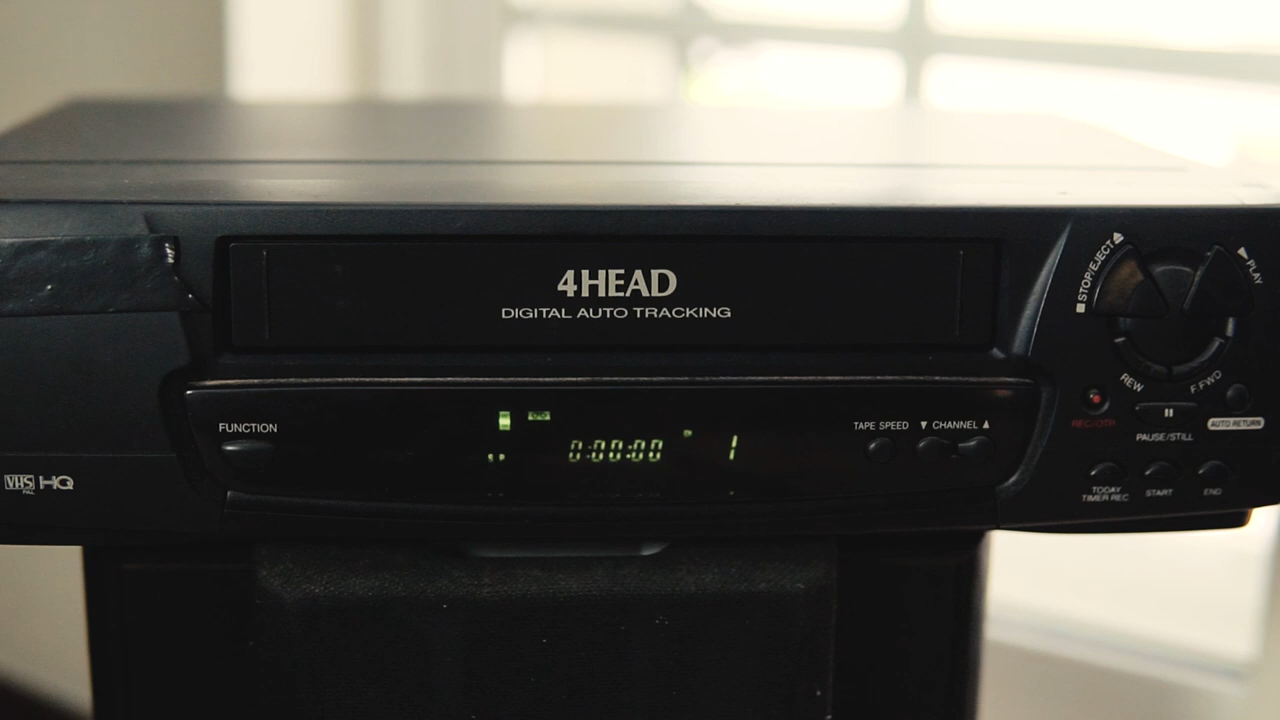 4HEAD
DIGITAL AUTO TRACKING
STOP/EJECT
PLAY
REW
F.FWD
REC/OTR
PAUSE/STILL
AUTO RETURN
TODAY
TIMER REC
START
END
FUNCTION
SP
0:00:00
1
TAPE SPEED
▼ CHANNEL ▲
VHS HQ
PAL